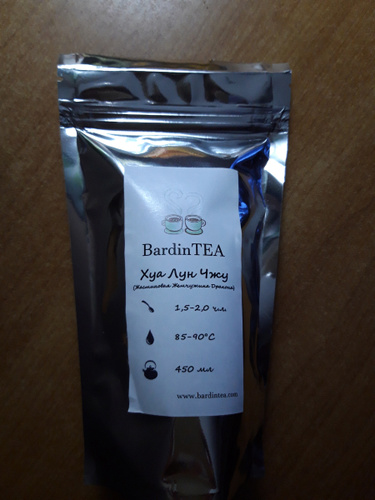 BardinTEA
Хуа Лун Чжу
(Жасминовая Жемчужина Дракона)
1,5-2,0 ч.л.
85-90°C
450 мл
www.bardintea.com